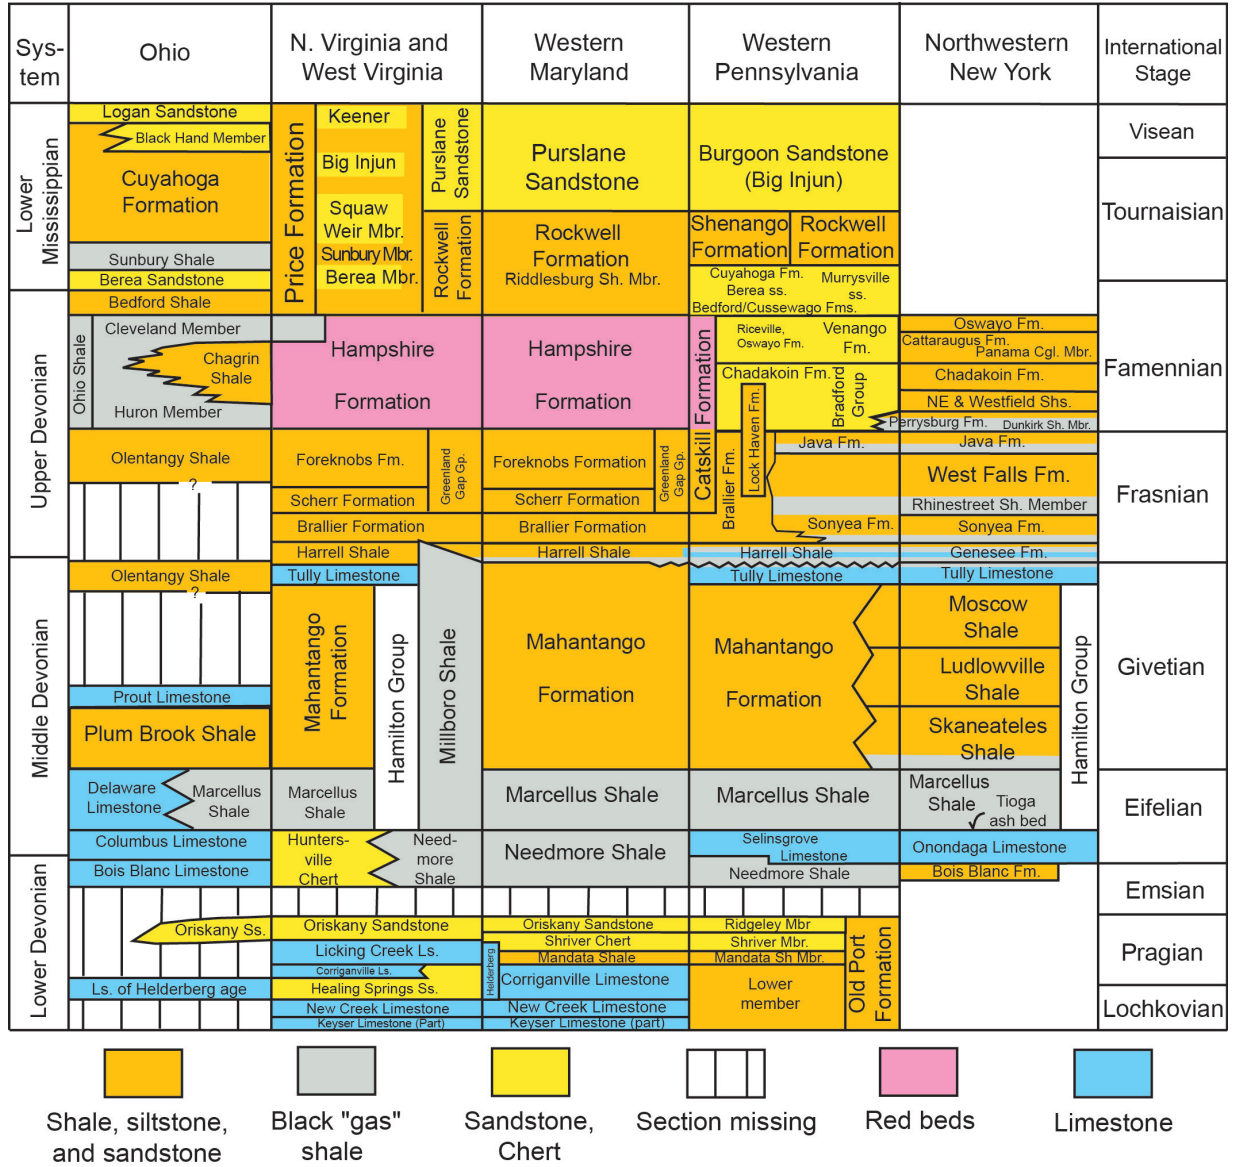 Sys-
tem
Ohio
N. Virginia and
West Virginia
Western
Maryland
Western
Pennsylvania
Northwestern
New York
International
Stage
Lower
Mississippian
Upper Devonian
Middle Devonian
Lower Devonian
Logan Sandstone
Black Hand Member
Cuyahoga
Formation
Sunbury Shale
Berea Sandstone
Bedford Shale
Ohio Shale
Cleveland Member
Chagrin
Shale
Huron Member
Olentangy Shale
?
Olentangy Shale
?
Prout Limestone
Plum Brook Shale
Delaware
Limestone
Marcellus
Shale
Columbus Limestone
Bois Blanc Limestone
Oriskany Ss.
Ls. of Helderberg age
Price Formation
Keener
Big Injun
Squaw
Weir Mbr.
Sunbury Mbr.
Berea Mbr.
Purslane
Sandstone
Rockwell
Formation
Hampshire
Formation
Foreknobs Fm.
Greenland
Gap Gp.
Scherr Formation
Brallier Formation
Harrell Shale
Tully Limestone
Mahantango
Formation
Hamilton Group
Millboro Shale
Marcellus
Shale
Hunters-
ville
Chert
Need-
more
Shale
Oriskany Sandstone
Licking Creek Ls.
Corriganville Ls.
Healing Springs Ss.
New Creek Limestone
Keyser Limestone (Part)
Purslane
Sandstone
Rockwell
Formation
Riddlesburg Sh. Mbr.
Hampshire
Formation
Foreknobs Formation
Greenland
Gap Gp.
Scherr Formation
Brallier Formation
Harrell Shale
Mahantango
Formation
Marcellus Shale
Needmore Shale
Oriskany Sandstone
Shriver Chert
Mandata Shale
Helderberg
Corriganville Limestone
New Creek Limestone
Keyser Limestone (part)
Burgoon Sandstone
(Big Injun)
Shenango
Formation
Rockwell
Formation
Cuyahoga Fm.
Berea ss.
Murrysville
ss.
Bedford/Cussewago Fms.
Catskill Formation
Riceville,
Oswayo Fm.
Venango
Fm.
Chadakoin Fm.
Bradford
Group
Lock Haven Fm.
Brallier Fm.
Java Fm.
Sonyea Fm.
Harrell Shale
Tully Limestone
Mahantango
Formation
Marcellus Shale
Selinsgrove
Limestone
Needmore Shale
Ridgeley Mbr
Shriver Mbr.
Mandata Sh Mbr.
Lower
member
Old Port
Formation
Oswayo Fm.
Cattaraugus Fm.
Panama Cgl. Mbr.
Chadakoin Fm.
NE & Westfield Shs.
Perrysburg Fm.
Dunkirk Sh. Mbr.
Java Fm.
West Falls Fm.
Rhinestreet Sh. Member
Sonyea Fm.
Genesee Fm.
Tully Limestone
Moscow
Shale
Ludlowville
Shale
Skaneateles
Shale
Hamilton Group
Marcellus
Shale
Tioga
ash bed
Onondaga Limestone
Bois Blanc Fm.
Visean
Tournaisian
Famennian
Frasnian
Givetian
Eifelian
Emsian
Pragian
Lochkovian
Shale, siltstone,
and sandstone
Black "gas"
shale
Sandstone,
Chert
Section missing
Red beds
Limestone